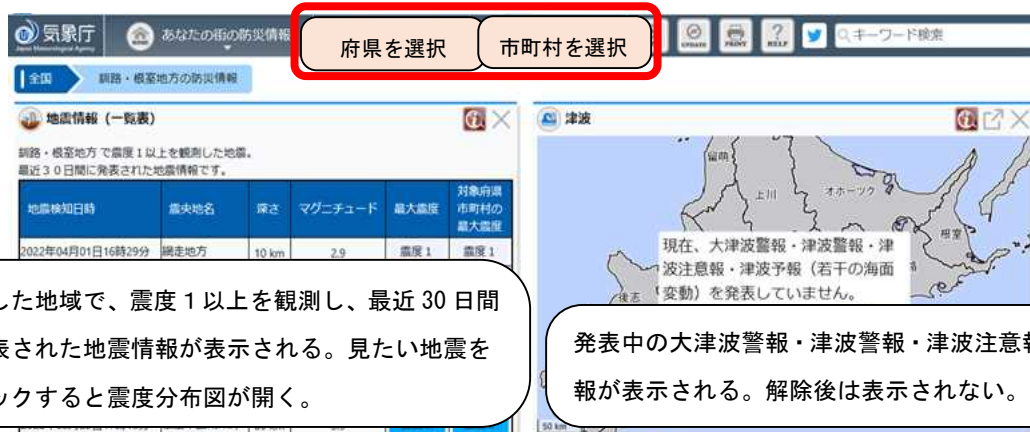 気象庁
Japan Meteorological Agency
あなたの街の防災情報
府県を選択
市町村を選択
UPDATE
PRINT
?
HELP
キーワード検索
全国
釧路・根室地方の防災情報
地震情報（一覧表）
釧路・根室地方 で震度１以上を観測した地震。
最近３０日間に発表された地震情報です。
地震検知日時 震央地名 深さ マグニチュード 最大震度 対象府県市町村の最大震度
2022年04月01日16時29分 網走地方 10 km 2.9 震度１ 震度１
した地域で、震度１以上を観測し、最近 30 日間
表された地震情報が表示される。見たい地震を
ックすると震度分布図が開く。
津波
留萌
上川
オホーツク
根室
後志
現在、大津波警報・津波警報・津
波注意報・津波予報（若干の海面
変動）を発表していません。
発表中の大津波警報・津波警報・津波注意
報が表示される。解除後は表示されない。
50 km